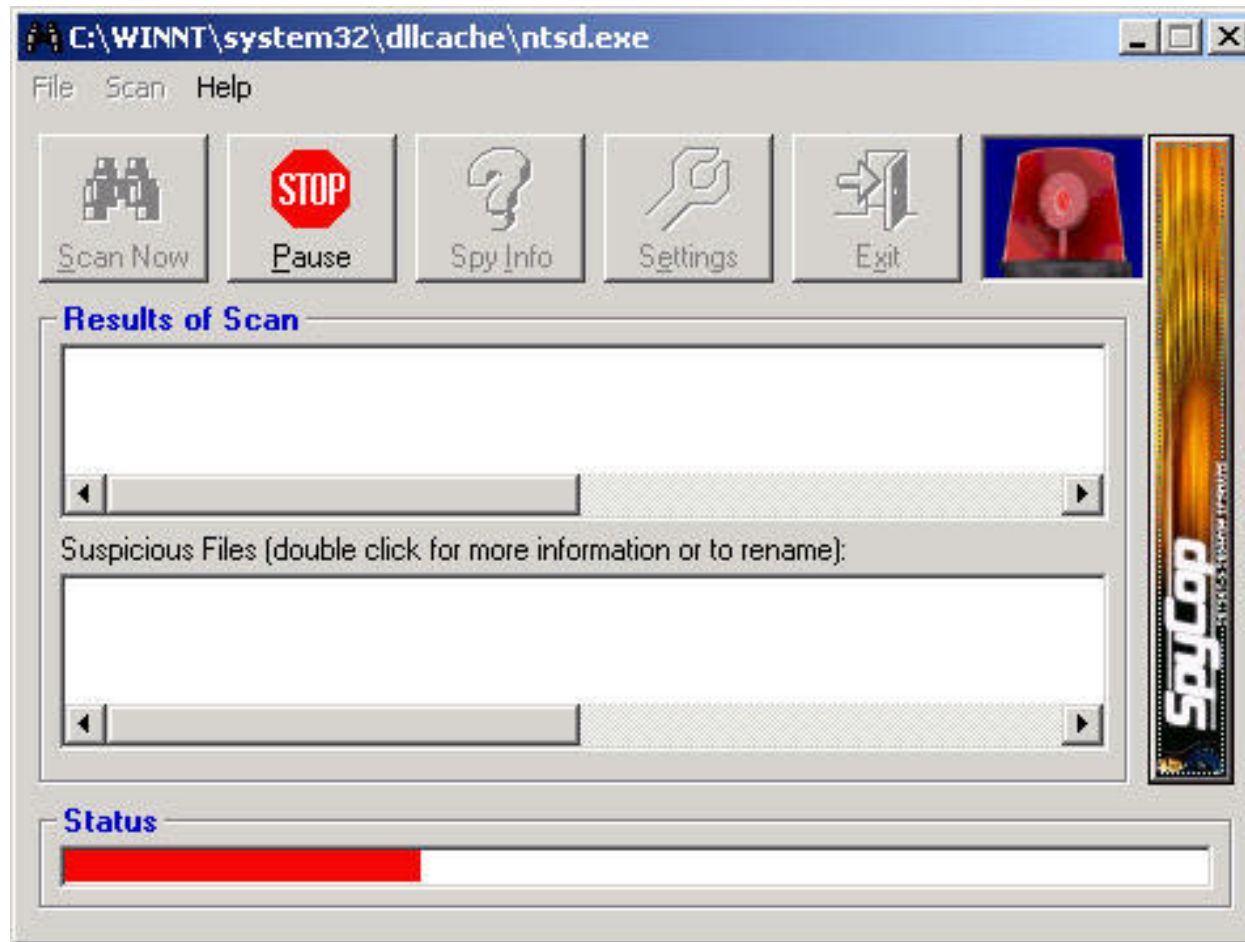 C:\WINNT\system32\dllcache\ntsd.exe
File Scan Help
STOP
Scan Now Pause Spy Info Settings Exit
Results of Scan
Suspicious Files (double click for more information or to rename):
SpyCop
Status